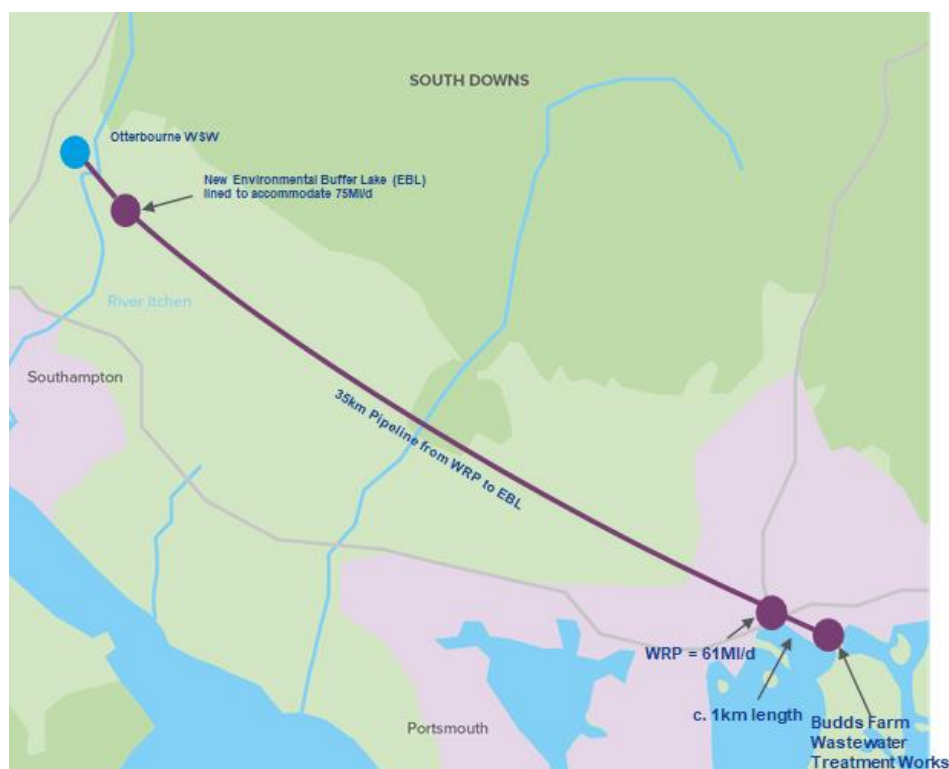 SOUTH DOWNS
Otterbourne WSW
New Environmental Buffer Lake (EBL)
lined to accommodate 75Ml/d
River Itchen
Southampton
35km Pipeline from WRP to EBL
WRP = 61Ml/d
c. 1km length
Portsmouth
Budds Farm
Wastewater
Treatment Works